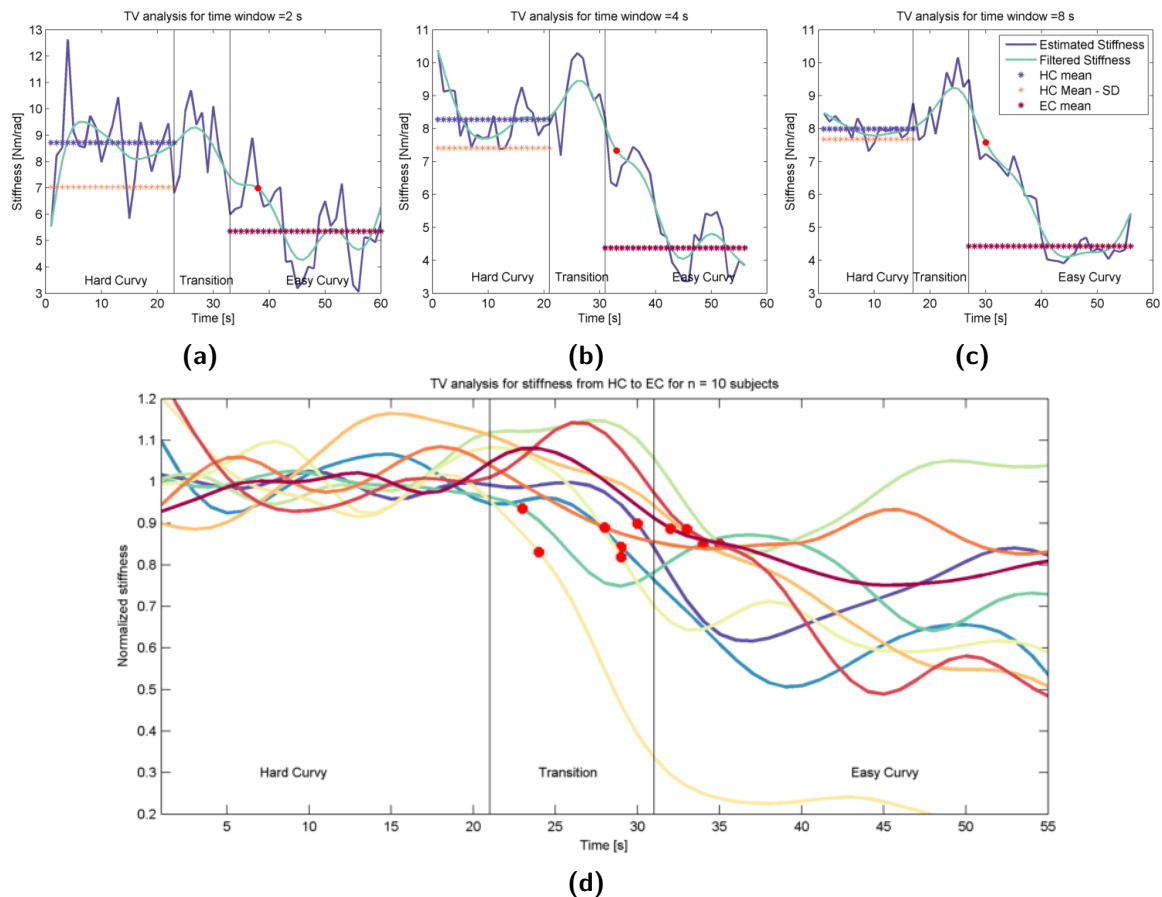 TV analysis for time window =2 s
Stiffness [Nm/rad]
13
12
11
10
9
8
7
6
5
4
3
Hard Curvy
Transition
Easy Curvy
0 10 20 30 40 50 60
Time [s]
(a)
TV analysis for time window =4 s
Stiffness [Nm/rad]
11
10
9
8
7
6
5
4
3
Hard Curvy
Transition
Easy Curvy
0 10 20 30 40 50 60
Time [s]
(b)
TV analysis for time window =8 s
Stiffness [Nm/rad]
11
10
9
8
7
6
5
4
3
Estimated Stiffness
Filtered Stiffness
HC mean
HC Mean - SD
EC mean
Hard Curvy
Transition
Easy Curvy
0 10 20 30 40 50 60
Time [s]
(c)
TV analysis for stiffness from HC to EC for n = 10 subjects
Normalized stiffness
1.2
1.1
1
0.9
0.8
0.7
0.6
0.5
0.4
0.3
0.2
Hard Curvy
Transition
Easy Curvy
5 10 15 20 25 30 35 40 45 50 55
Time [s]
(d)